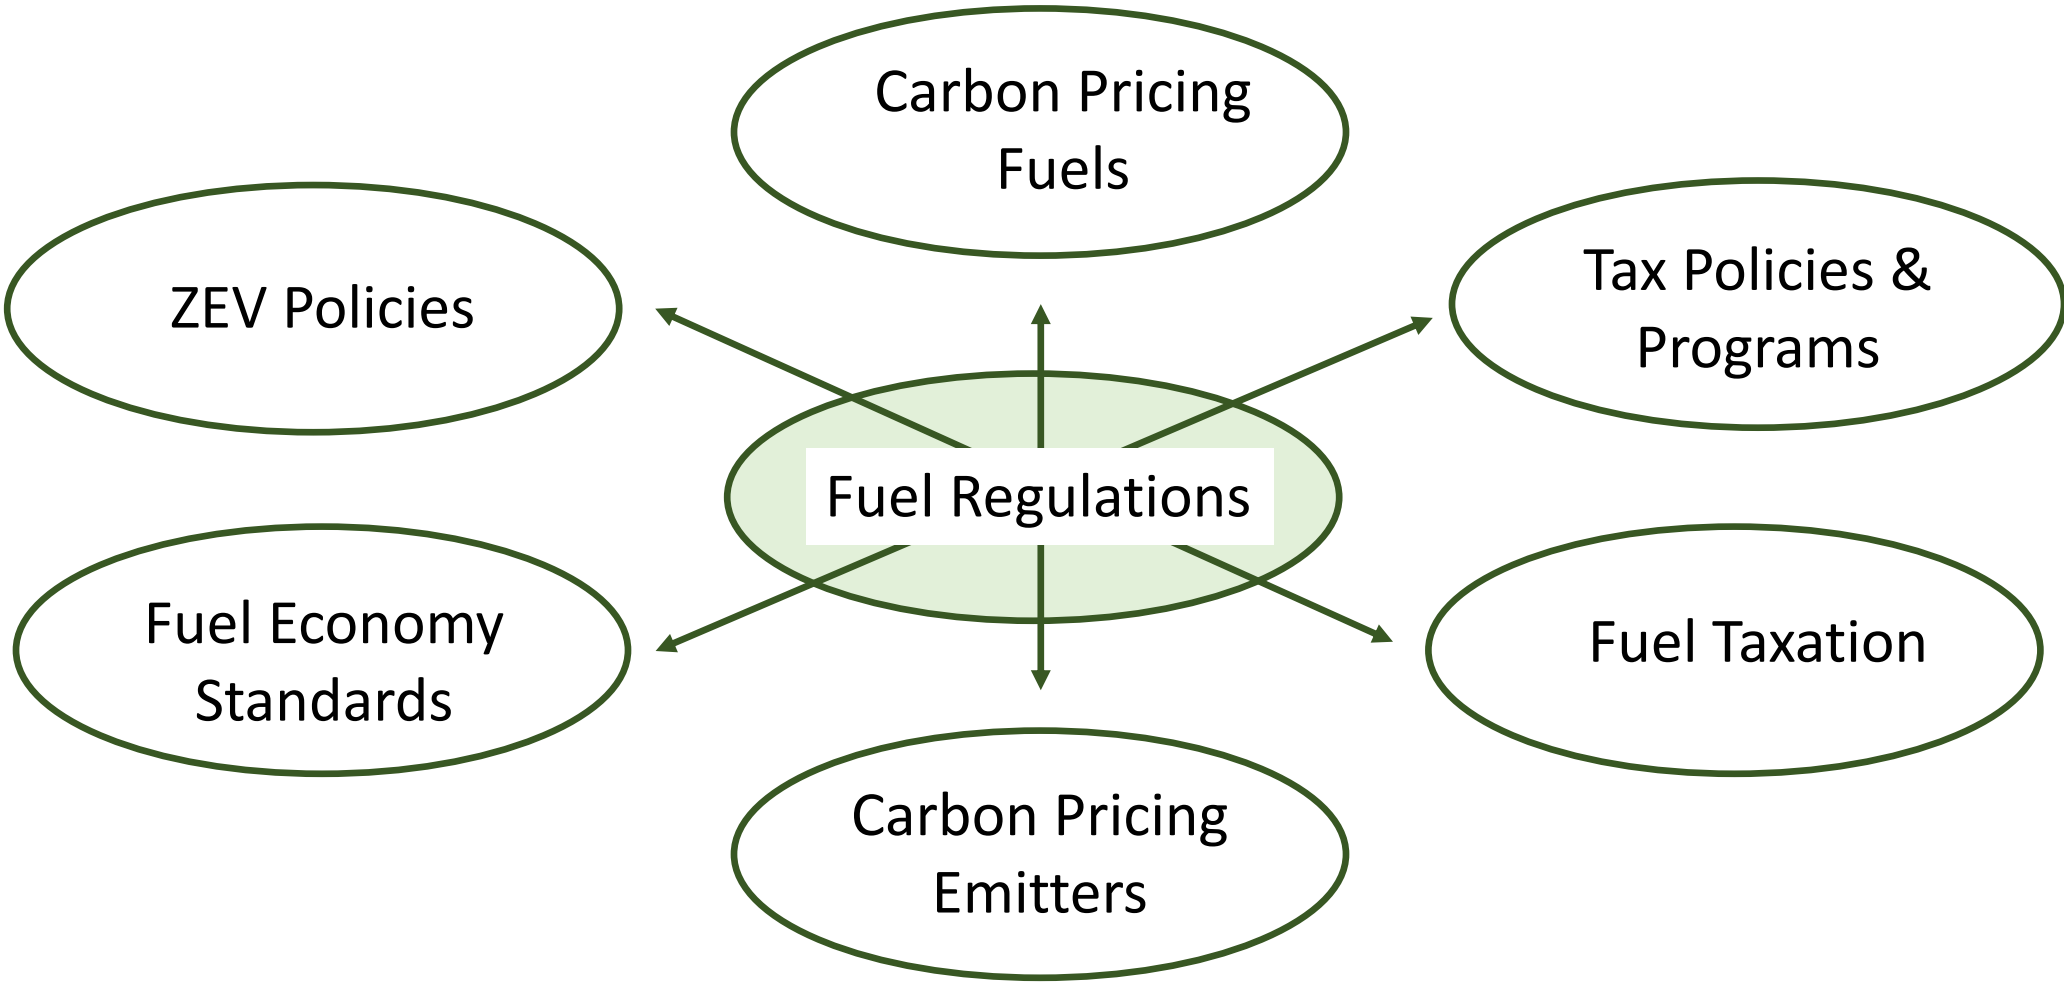 Carbon Pricing
Fuels
ZEV Policies
Tax Policies &
Programs
Fuel Regulations
Fuel Economy
Standards
Fuel Taxation
Carbon Pricing
Emitters